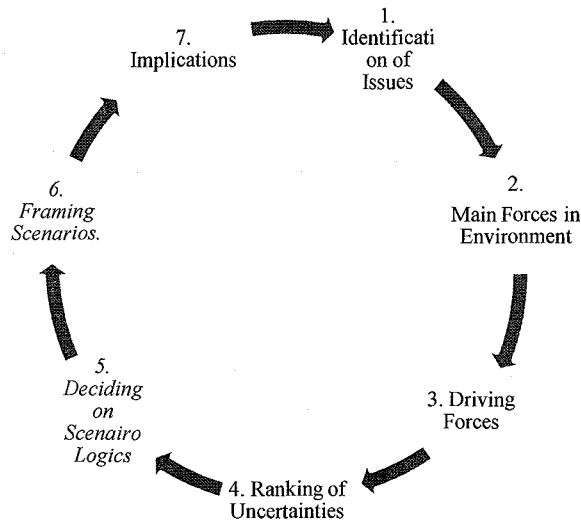 1.
Identificati
on of
Issues
2.
Main Forces in
Environment
3. Driving
Forces
4. Ranking of
Uncertainties
5.
Deciding
on
Scenairo
Logics
6.
Framing
Scenarios.
7.
Implications